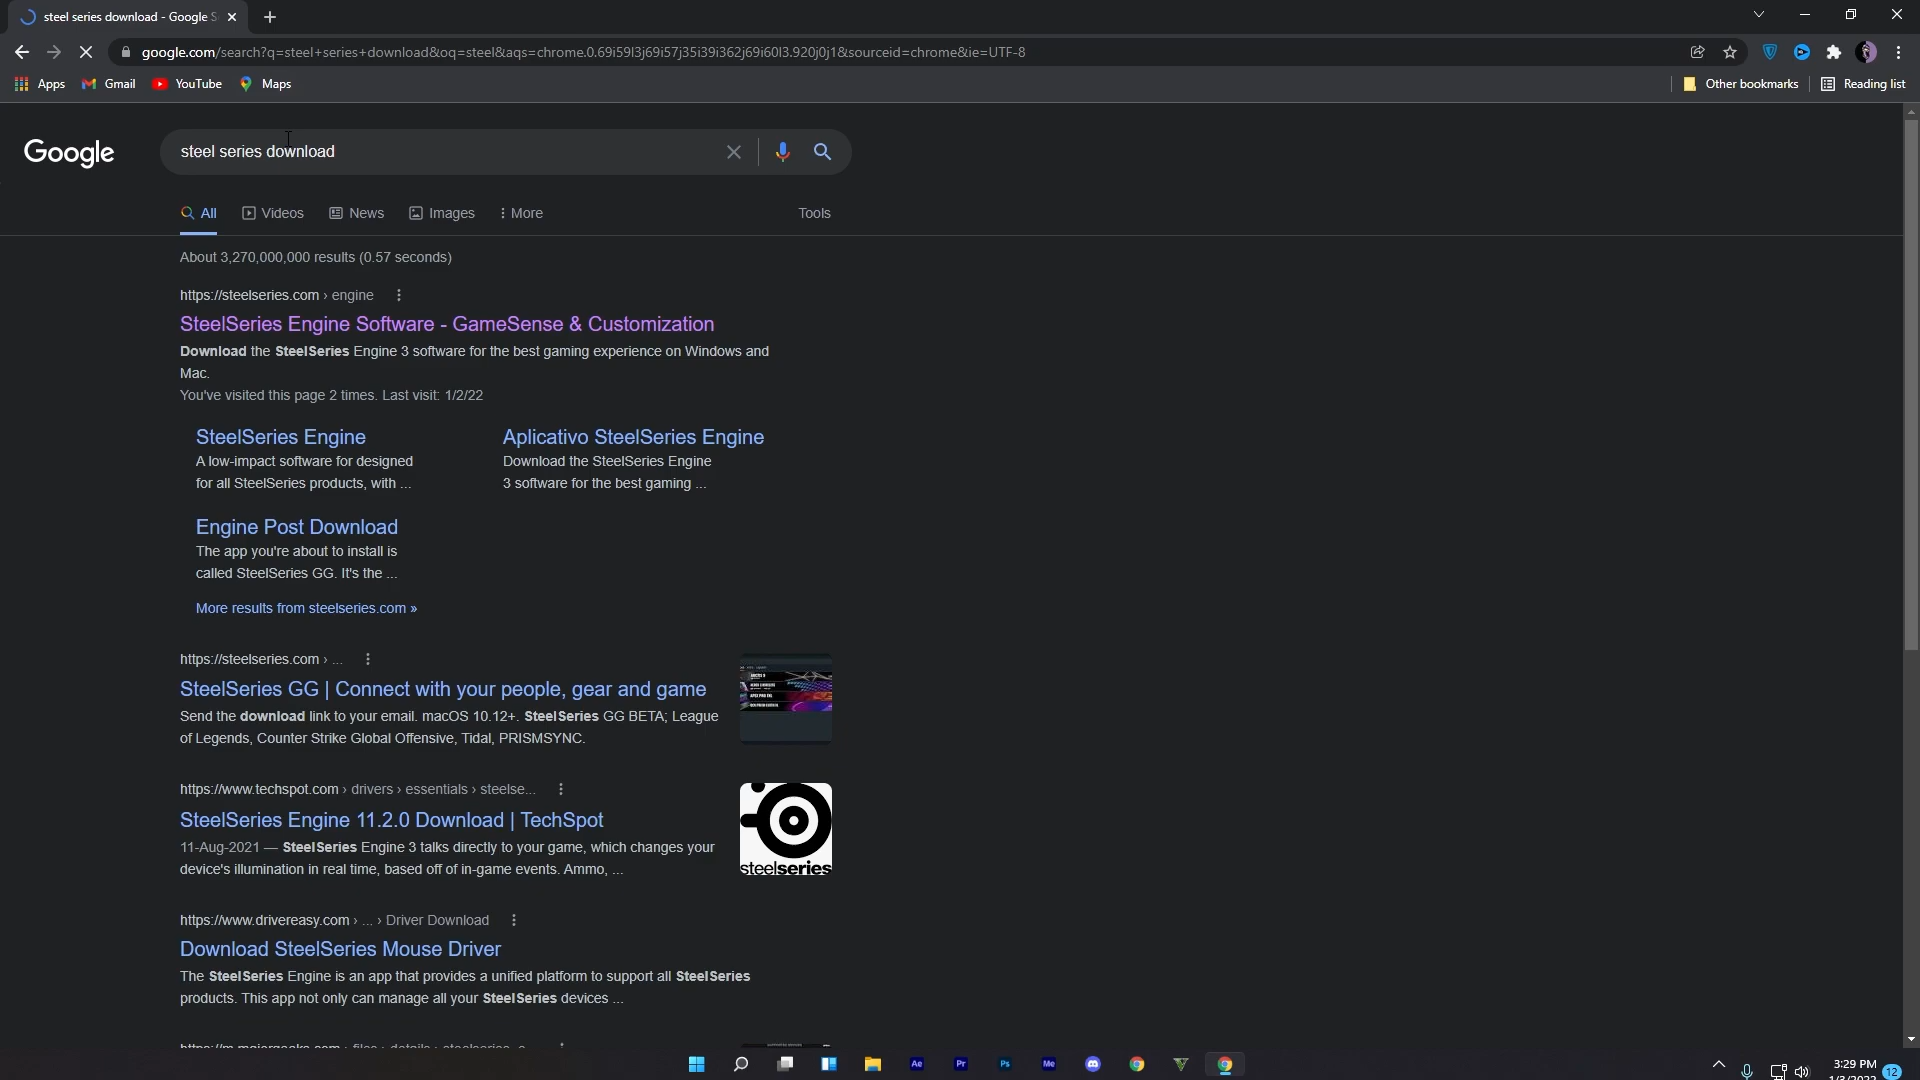 steel series download - Google S
google.com/search?q=steel+series+download&oq=steel&aqs=chrome.0.69i59l3j69i57j35i39i362j69i60l3.920j0j1&sourceid=chrome&ie=UTF-8
Apps Gmail YouTube Maps Other bookmarks Reading list
Google steel series download
All Videos News Images More Tools
About 3,270,000,000 results (0.57 seconds)
https://steelseries.com › engine
SteelSeries Engine Software - GameSense & Customization
Download the SteelSeries Engine 3 software for the best gaming experience on Windows and
Mac.
You've visited this page 2 times. Last visit: 1/2/22
SteelSeries Engine
A low-impact software for designed
for all SteelSeries products, with ...
Aplicativo SteelSeries Engine
Download the SteelSeries Engine
3 software for the best gaming ...
Engine Post Download
The app you're about to install is
called SteelSeries GG. It's the ...
More results from steelseries.com »
https://steelseries.com › ...
SteelSeries GG | Connect with your people, gear and game
Send the download link to your email. macOS 10.12+. SteelSeries GG BETA; League
of Legends, Counter Strike Global Offensive, Tidal, PRISMSYNC.
https://www.techspot.com › drivers › essentials › steelse...
SteelSeries Engine 11.2.0 Download | TechSpot
11-Aug-2021 — SteelSeries Engine 3 talks directly to your game, which changes your
device's illumination in real time, based off of in-game events. Ammo, ...
steelseries
https://www.drivereasy.com › ... › Driver Download
Download SteelSeries Mouse Driver
The SteelSeries Engine is an app that provides a unified platform to support all SteelSeries
products. This app not only can manage all your SteelSeries devices ...
Ae Pr Ps Me
3:29 PM
1/3/2022
12